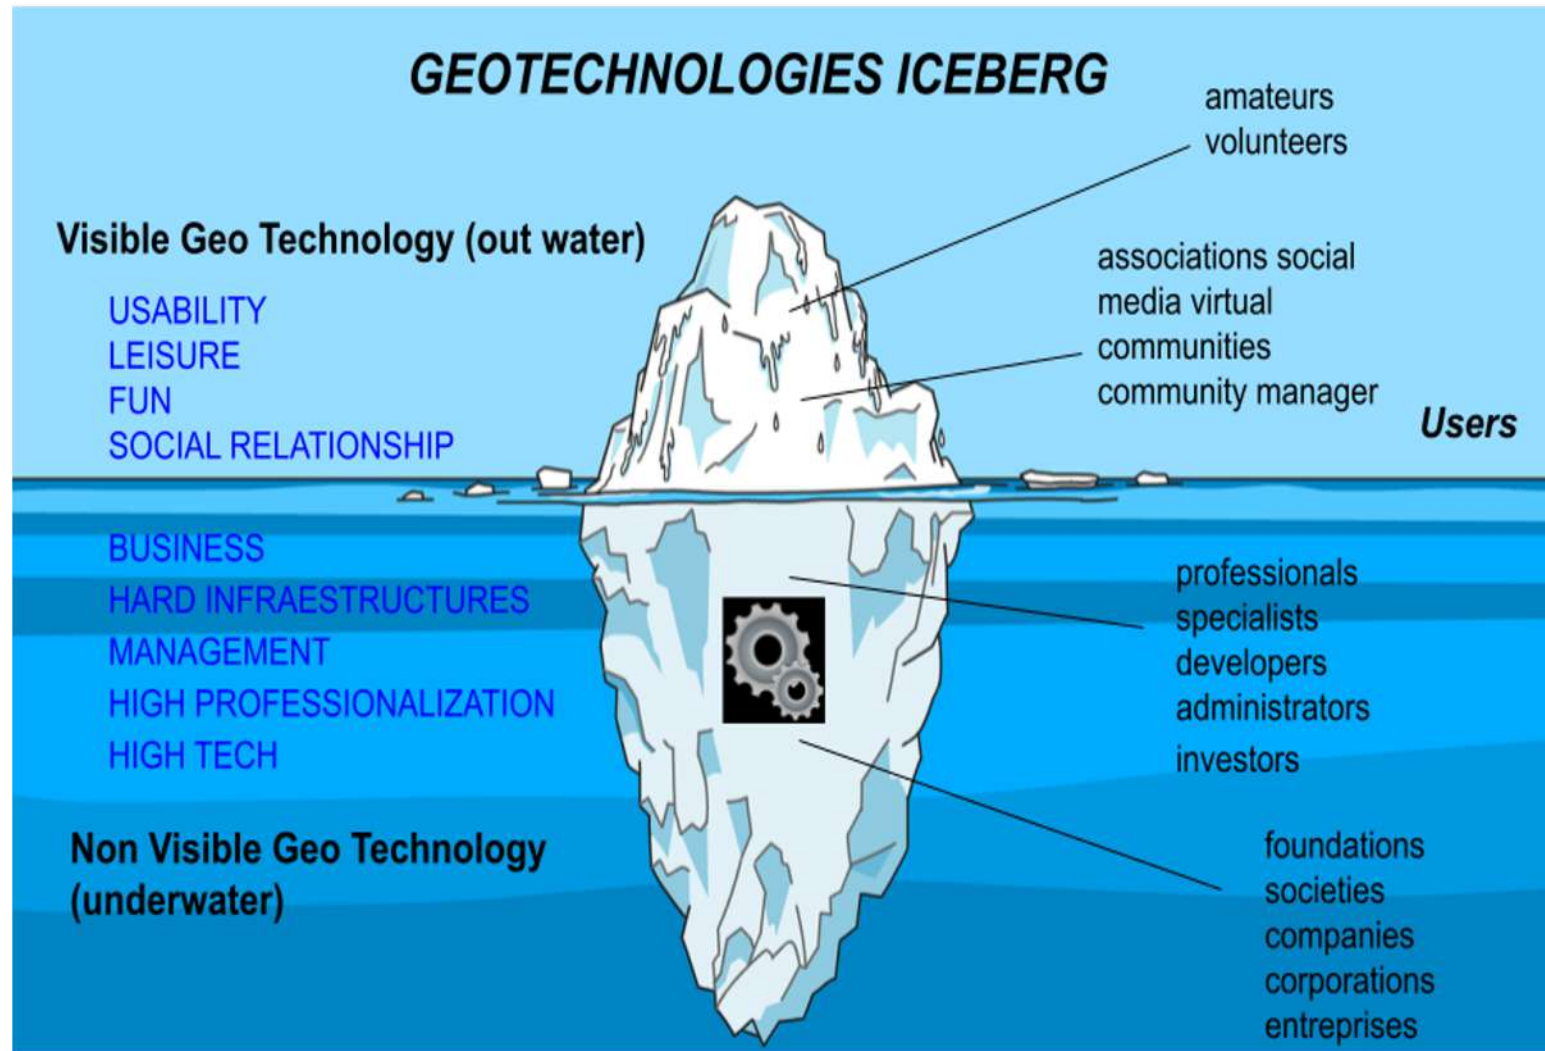 GEOTECHNOLOGIES ICEBERG
amateurs
volunteers
Visible Geo Technology (out water)
USABILITY
LEISURE
FUN
SOCIAL RELATIONSHIP
associations social
media virtual
communities
community manager
Users
BUSINESS
HARD INFRAESTRUCTURES
MANAGEMENT
HIGH PROFESSIONALIZATION
HIGH TECH
professionals
specialists
developers
administrators
investors
Non Visible Geo Technology
(underwater)
foundations
societies
companies
corporations
entreprises